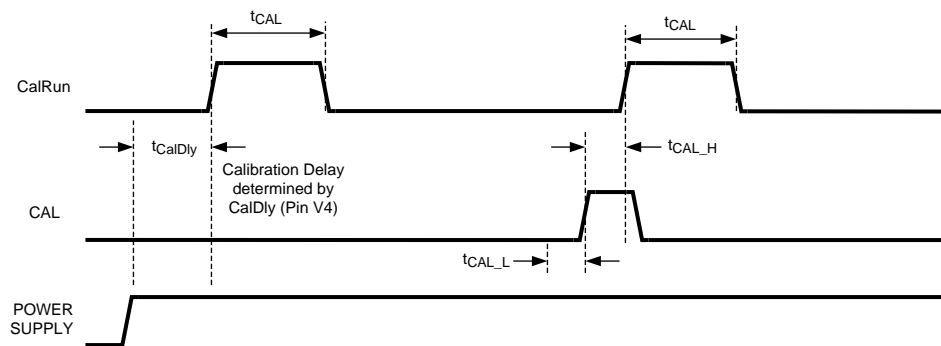 tCAL
tCAL
CalRun
tCalDly
tCAL_H
Calibration Delay
determined by
CalDly (Pin V4)
CAL
tCAL_L
POWER
SUPPLY